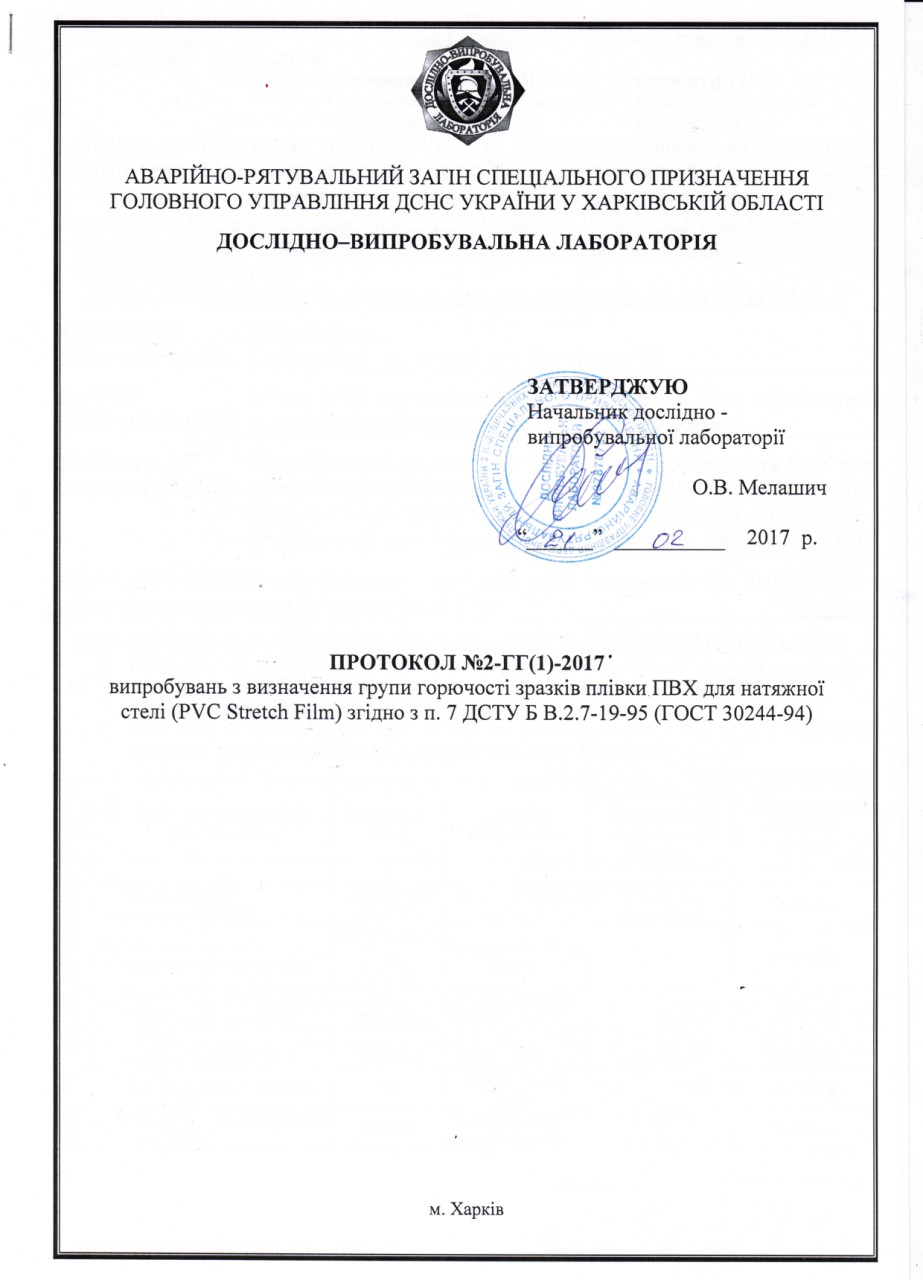 ДОСЛІДНО-ВИПРОБУВАЛЬНА
ЛАБОРАТОРІЯ
АВАРІЙНО-РЯТУВАЛЬНИЙ ЗАГІН СПЕЦІАЛЬНОГО ПРИЗНАЧЕННЯ
ГОЛОВНОГО УПРАВЛІННЯ ДСНС УКРАЇНИ У ХАРКІВСЬКІЙ ОБЛАСТІ
ДОСЛІДНО–ВИПРОБУВАЛЬНА ЛАБОРАТОРІЯ
ЗАТВЕРДЖУЮ
Начальник дослідно -
випробувальної лабораторії
О.В. Мелашич
“ 21 ” 02 2017 р.
ПРОТОКОЛ №2-ГГ(1)-2017
випробувань з визначення групи горючості зразків плівки ПВХ для натяжної
стелі (PVC Stretch Film) згідно з п. 7 ДСТУ Б В.2.7-19-95 (ГОСТ 30244-94)
м. Харків